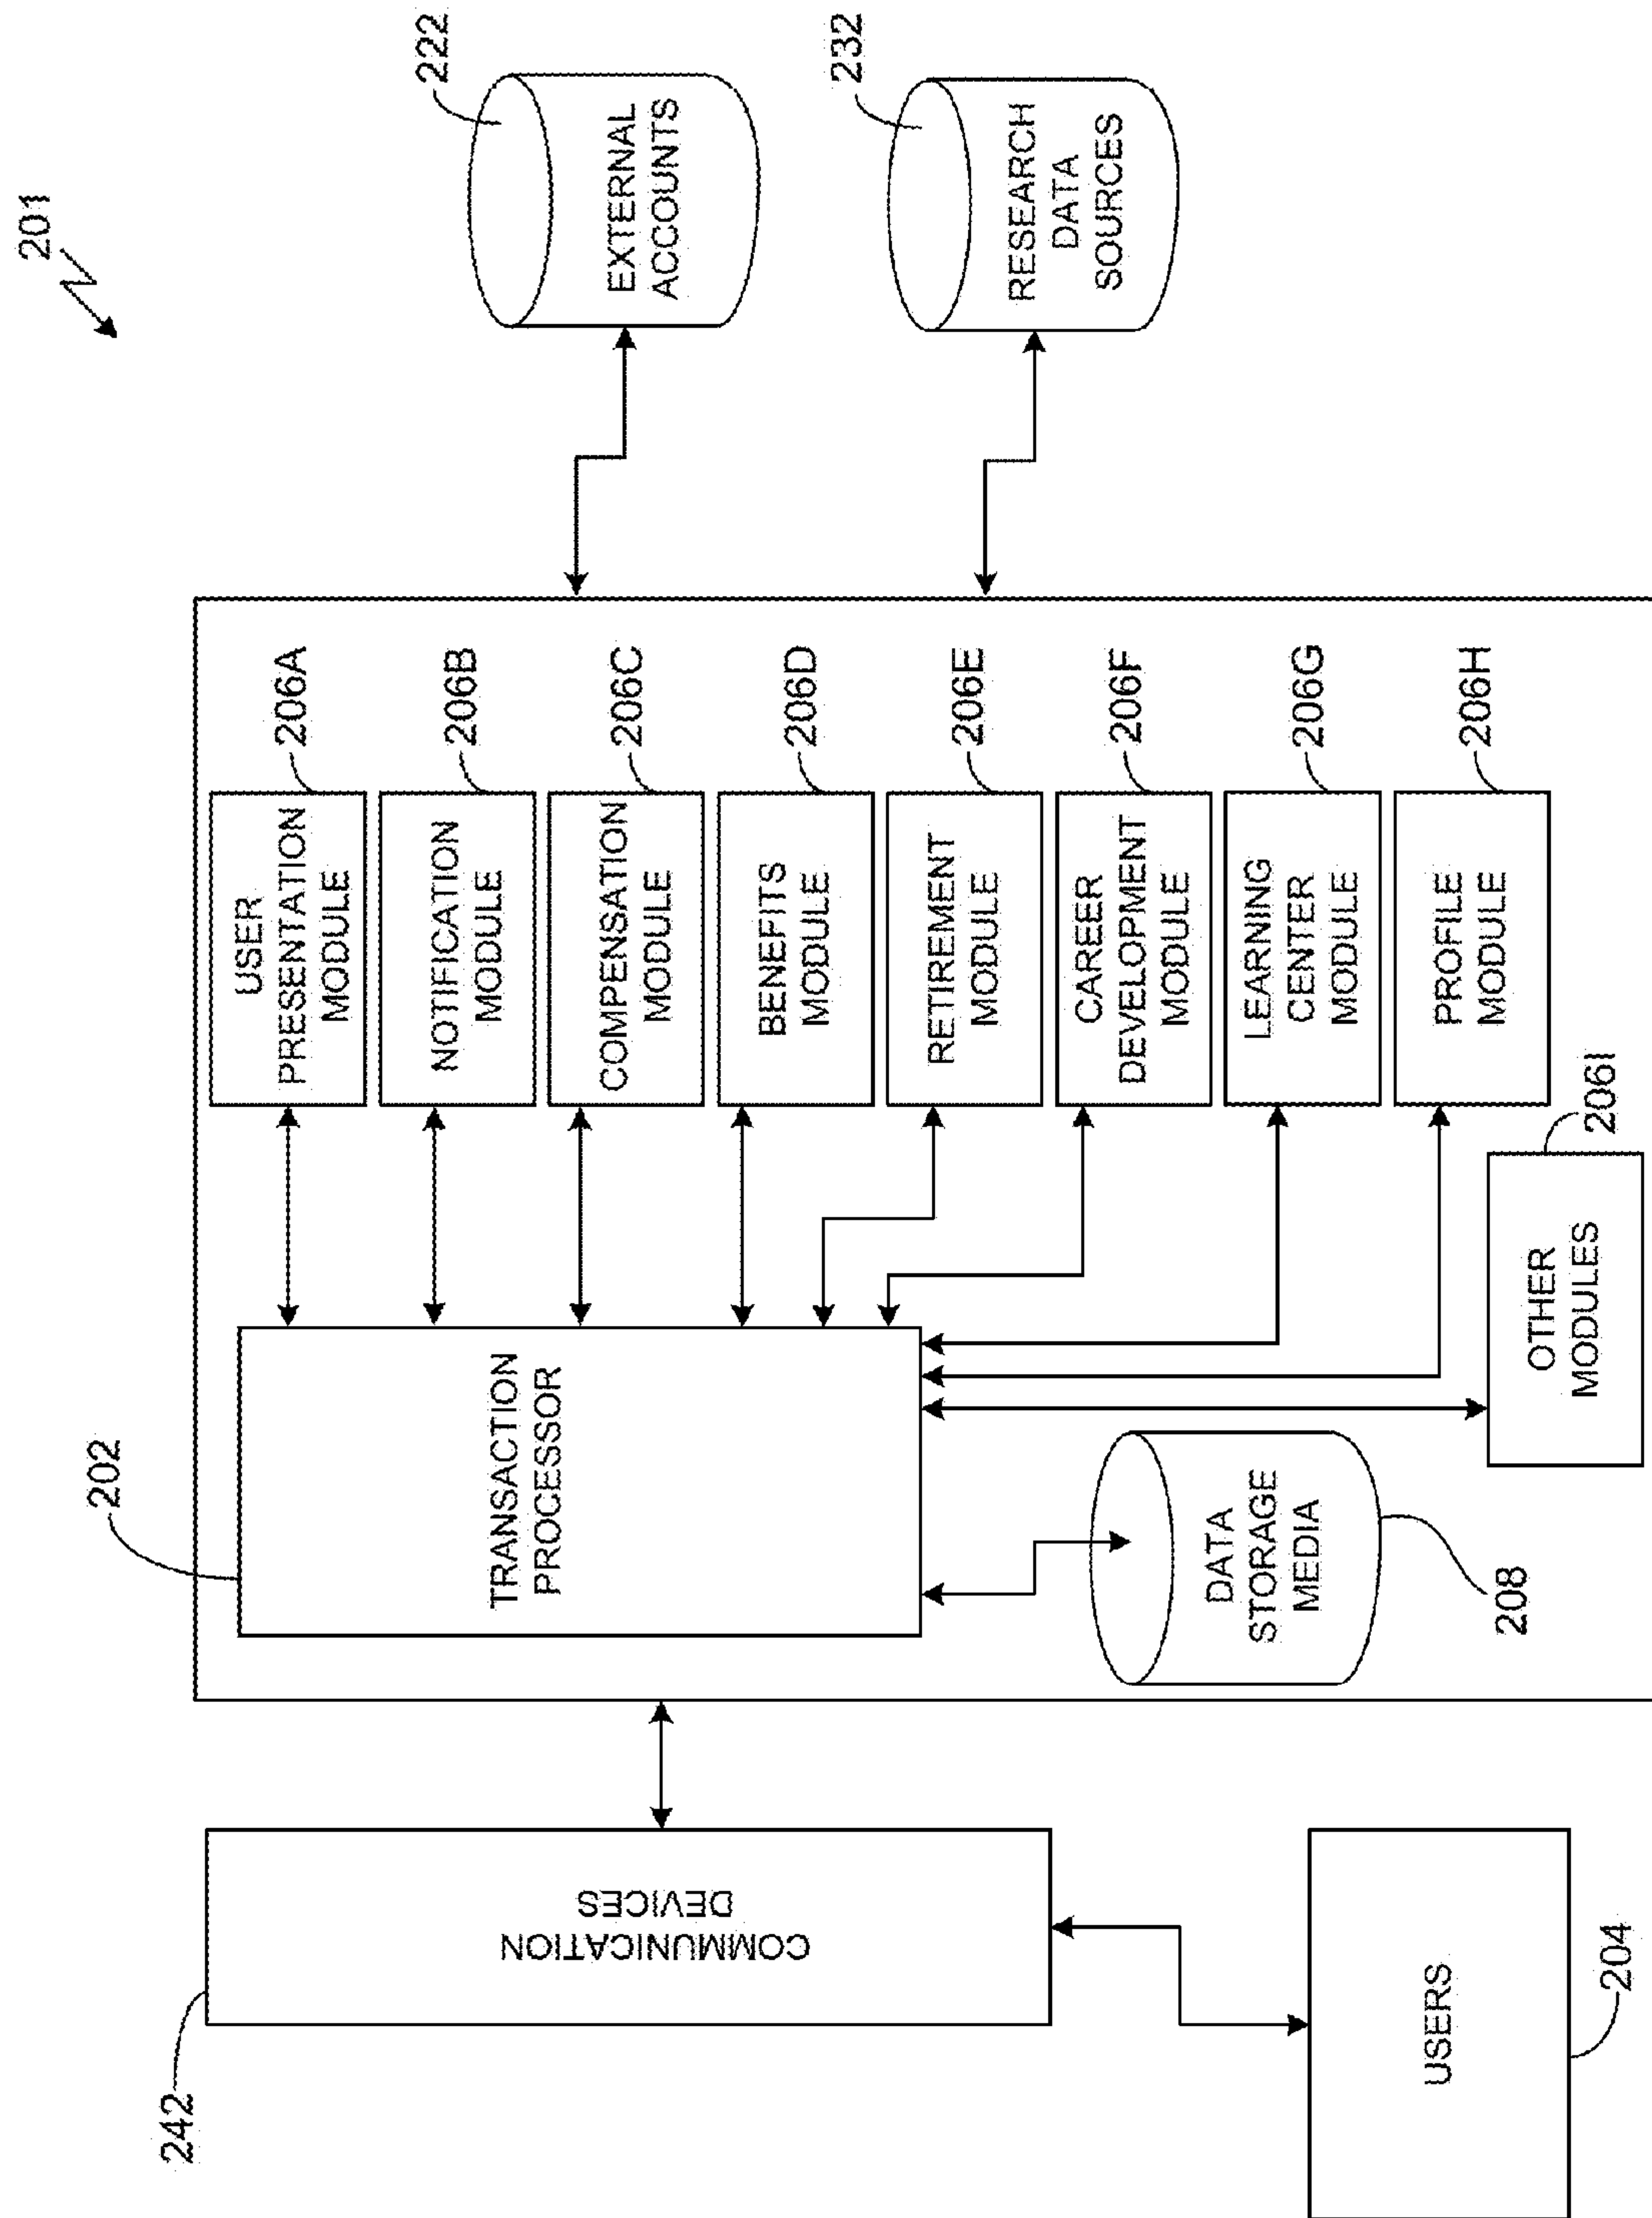 201
242
COMMUNICATION
DEVICES
USERS
204
202
TRANSACTION
PROCESSOR
DATA
STORAGE
MEDIA
208
USER
PRESENTATION
MODULE
206A
NOTIFICATION
MODULE
206B
COMPENSATION
MODULE
206C
BENEFITS
MODULE
206D
RETIREMENT
MODULE
206E
CAREER
DEVELOPMENT
MODULE
206F
LEARNING
CENTER
MODULE
206G
PROFILE
MODULE
206H
OTHER
MODULES
206I
EXTERNAL
ACCOUNTS
222
RESEARCH
DATA
SOURCES
232